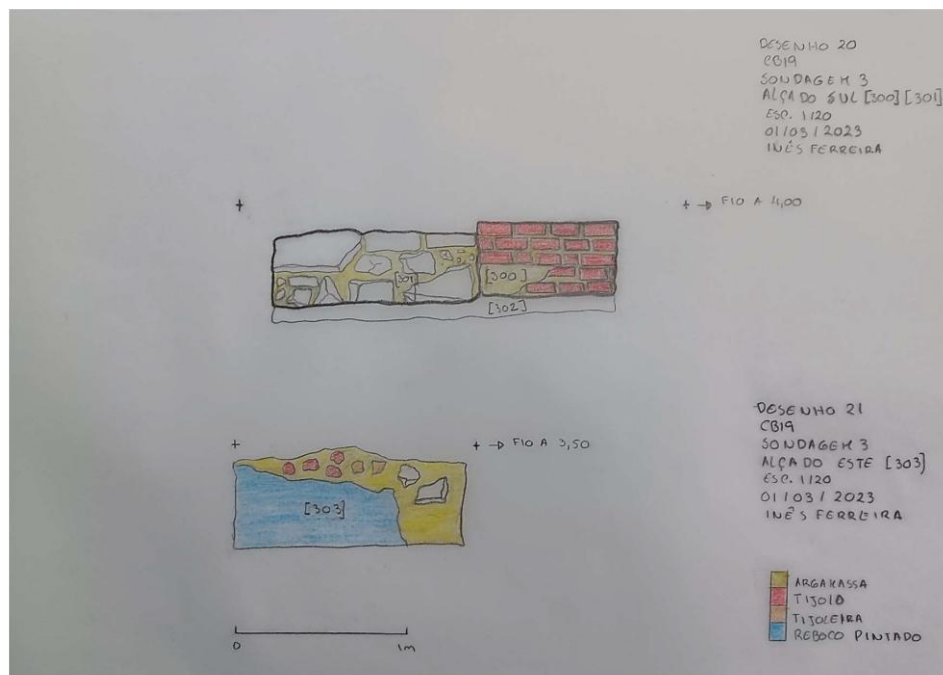 DESENHO 20
CB19
SONDAGEM 3
ALÇADO SUL [300] [301]
ESC. 1/20
01/03/2023
INÊS FERREIRA
+
+ → FIO A 4,00
[301]
[300]
[302]
DESENHO 21
CB19
SONDAGEM 3
ALÇADO ESTE [303]
ESC. 1/20
01/03/2023
INÊS FERREIRA
+
+ → FIO A 3,50
[303]
ARGAMASSA
TIJOLO
TIJOLEIRA
REBOCO PINTADO
0
1m